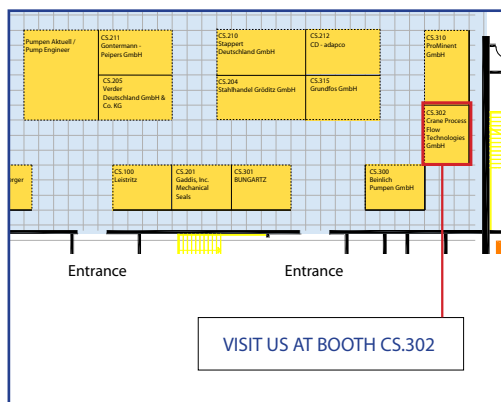 Pumpen Aktuell /
Pump Engineer
CS.211
Gontermann -
Peipers GmbH
CS.205
Verder
Deutschland GmbH &
Co. KG
CS.210
Stappert
Deutschland GmbH
CS.212
CD - adapco
CS.204
Stahlhandel Gröditz GmbH
CS.315
Grundfos GmbH
CS.310
ProMinent
GmbH
CS.302
Crane Process
Flow
Technologies
GmbH
orger
CS.100
Leistritz
CS.201
Gaddis, Inc.
Mechanical
Seals
CS.301
BUNGARTZ
CS.300
Beinlich
Pumpen GmbH
Entrance
Entrance
VISIT US AT BOOTH CS.302